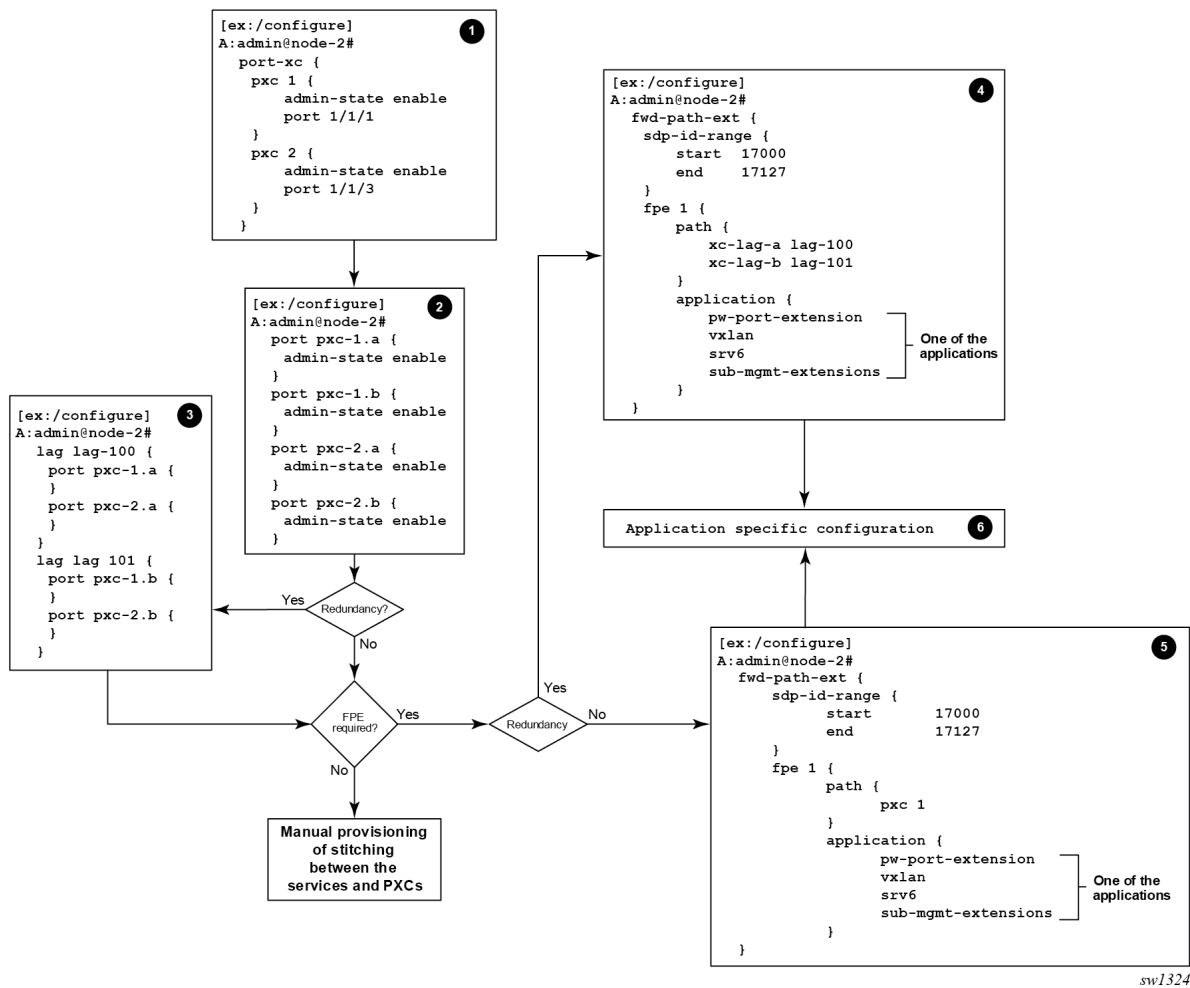 [ex:/configure]
1
A:admin@node-2#
port-xc {
pxc 1 {
admin-state enable
port 1/1/1
}
pxc 2 {
admin-state enable
port 1/1/3
}
}
[ex:/configure]
2
A:admin@node-2#
port pxc-1.a {
admin-state enable
}
port pxc-1.b {
admin-state enable
}
port pxc-2.a {
admin-state enable
}
port pxc-2.b {
admin-state enable
}
[ex:/configure]
3
A:admin@node-2#
lag lag-100 {
port pxc-1.a {
}
port pxc-2.a {
}
}
lag lag 101 {
port pxc-1.b {
}
port pxc-2.b {
}
}
Yes
Redundancy?
No
FPE
required?
Yes
No
Manual provisioning
of stitching
between the
services and PXCs
Redundancy
Yes
No
[ex:/configure]
4
A:admin@node-2#
fwd-path-ext {
sdp-id-range {
start 17000
end 17127
}
fpe 1 {
path {
xc-lag-a lag-100
xc-lag-b lag-101
}
application {
pw-port-extension
vxlan
srv6
sub-mgmt-extensions
}
}
One of the
applications
Application specific configuration 6
[ex:/configure]
5
A:admin@node-2#
fwd-path-ext {
sdp-id-range {
start 17000
end 17127
}
fpe 1 {
path {
pxc 1
}
application {
pw-port-extension
vxlan
srv6
sub-mgmt-extensions
}
}
One of the
applications
sw1324